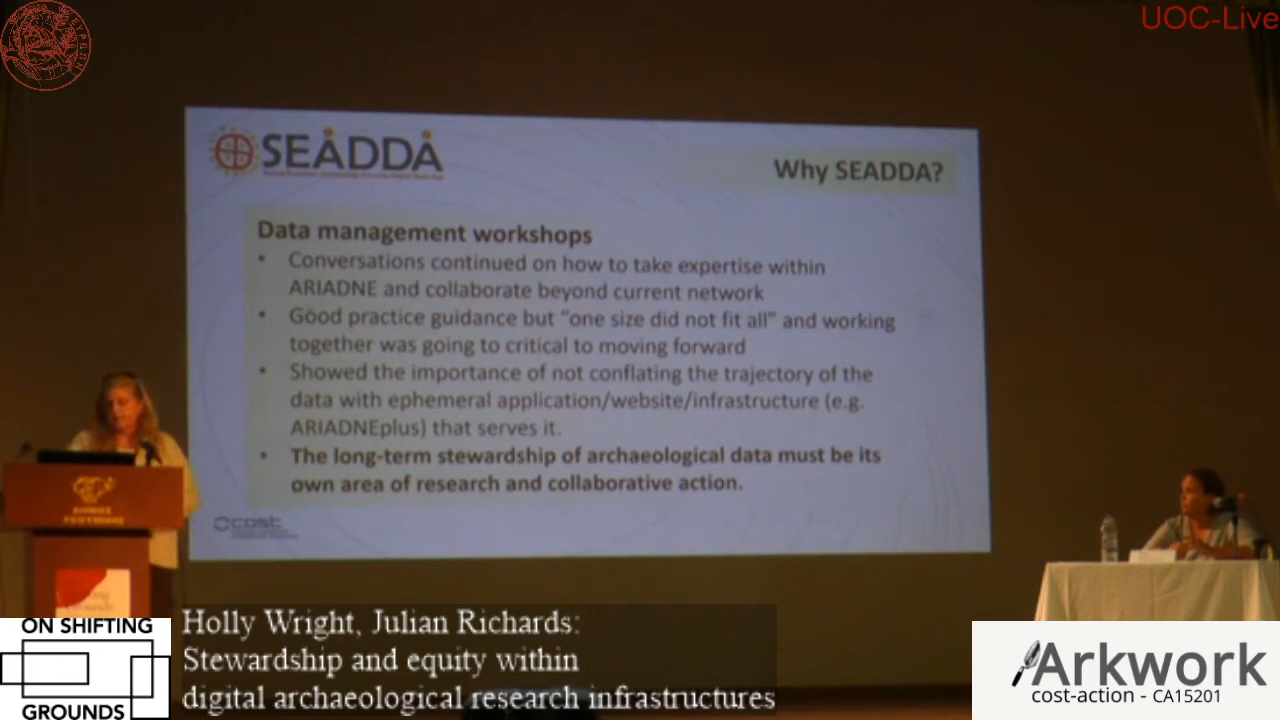 UOC-Live
SEADDA
Why SEADDA?
Data management workshops
• Conversations continued on how to take expertise within
ARIADNE and collaborate beyond current network
• Good practice guidance but “one size did not fit all” and working
together was going to critical to moving forward
• Showed the importance of not conflating the trajectory of the
data with ephemeral application/website/infrastructure (e.g.
ARIADNEplus) that serves it.
• The long-term stewardship of archaeological data must be its
own area of research and collaborative action.
cost
ΔΗΜΟΣ
ΡΕΘΥΜΝΗΣ
Holly Wright, Julian Richards:
Stewardship and equity within
digital archaeological research infrastructures
ON SHIFTING
GROUNDS
Arkwork
cost-action - CA15201